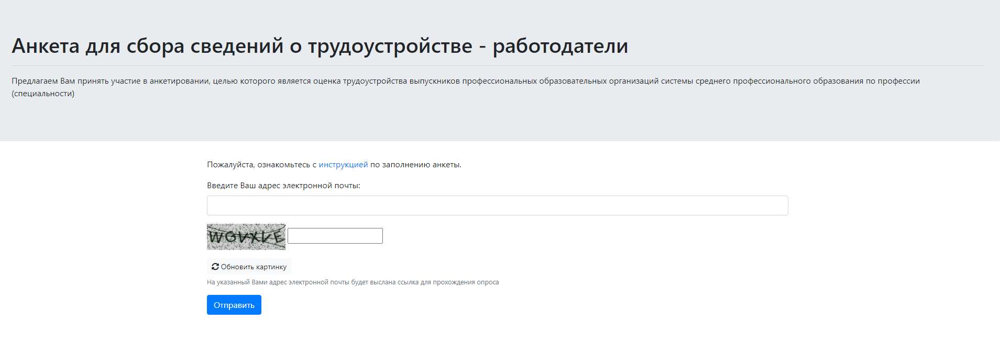 Анкета для сбора сведений о трудоустройстве - работодатели
Предлагаем Вам принять участие в анкетировании, целью которого является оценка трудоустройства выпускников профессиональных образовательных организаций системы среднего профессионального образования по профессии
(специальности)
Пожалуйста, ознакомьтесь с инструкцией по заполнению анкеты.
Введите Ваш адрес электронной почты:
Обновить картинку
На указанный Вами адрес электронной почты будет выслана ссылка для прохождения опроса
Отправить